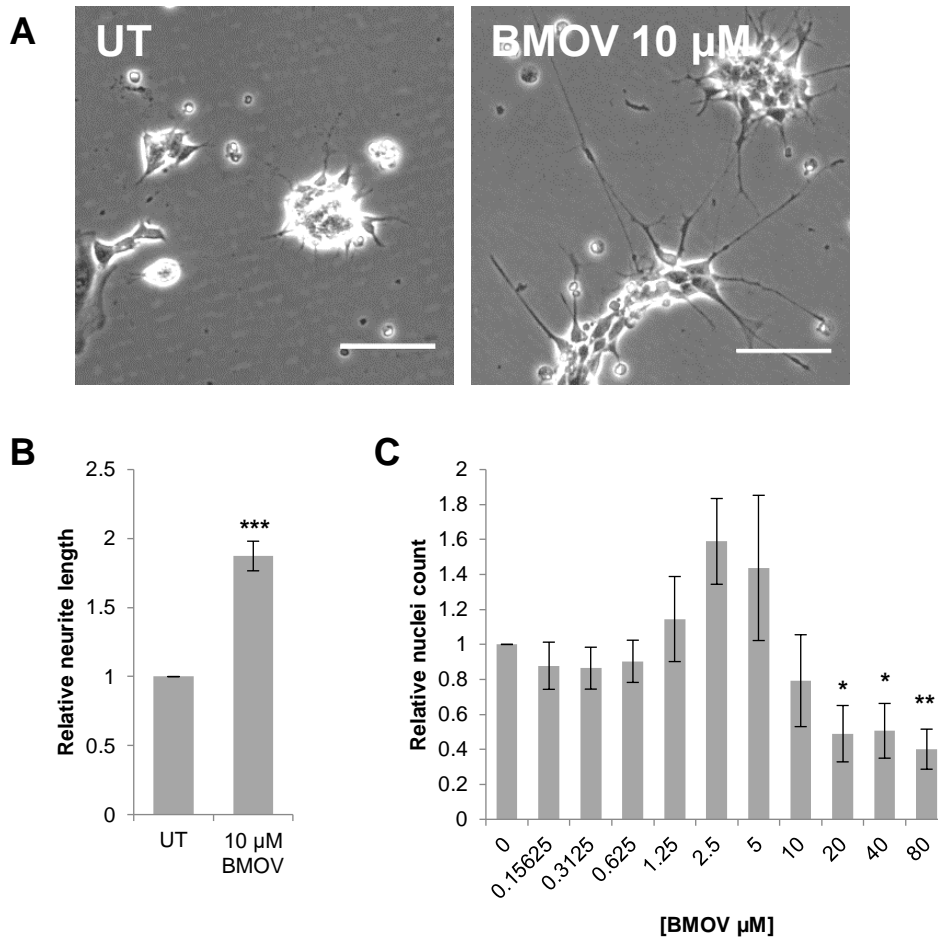 A
UT
BMOV 10 µM
B
Relative neurite length
2.5
2
1.5
1
0.5
0
***
UT
10 µM
BMOV
C
Relative nuclei count
2
1.8
1.6
1.4
1.2
1
0.8
0.6
0.4
0.2
0
*
*
**
0
0.15625
0.3125
0.625
1.25
2.5
5
10
20
40
80
[BMOV µM]